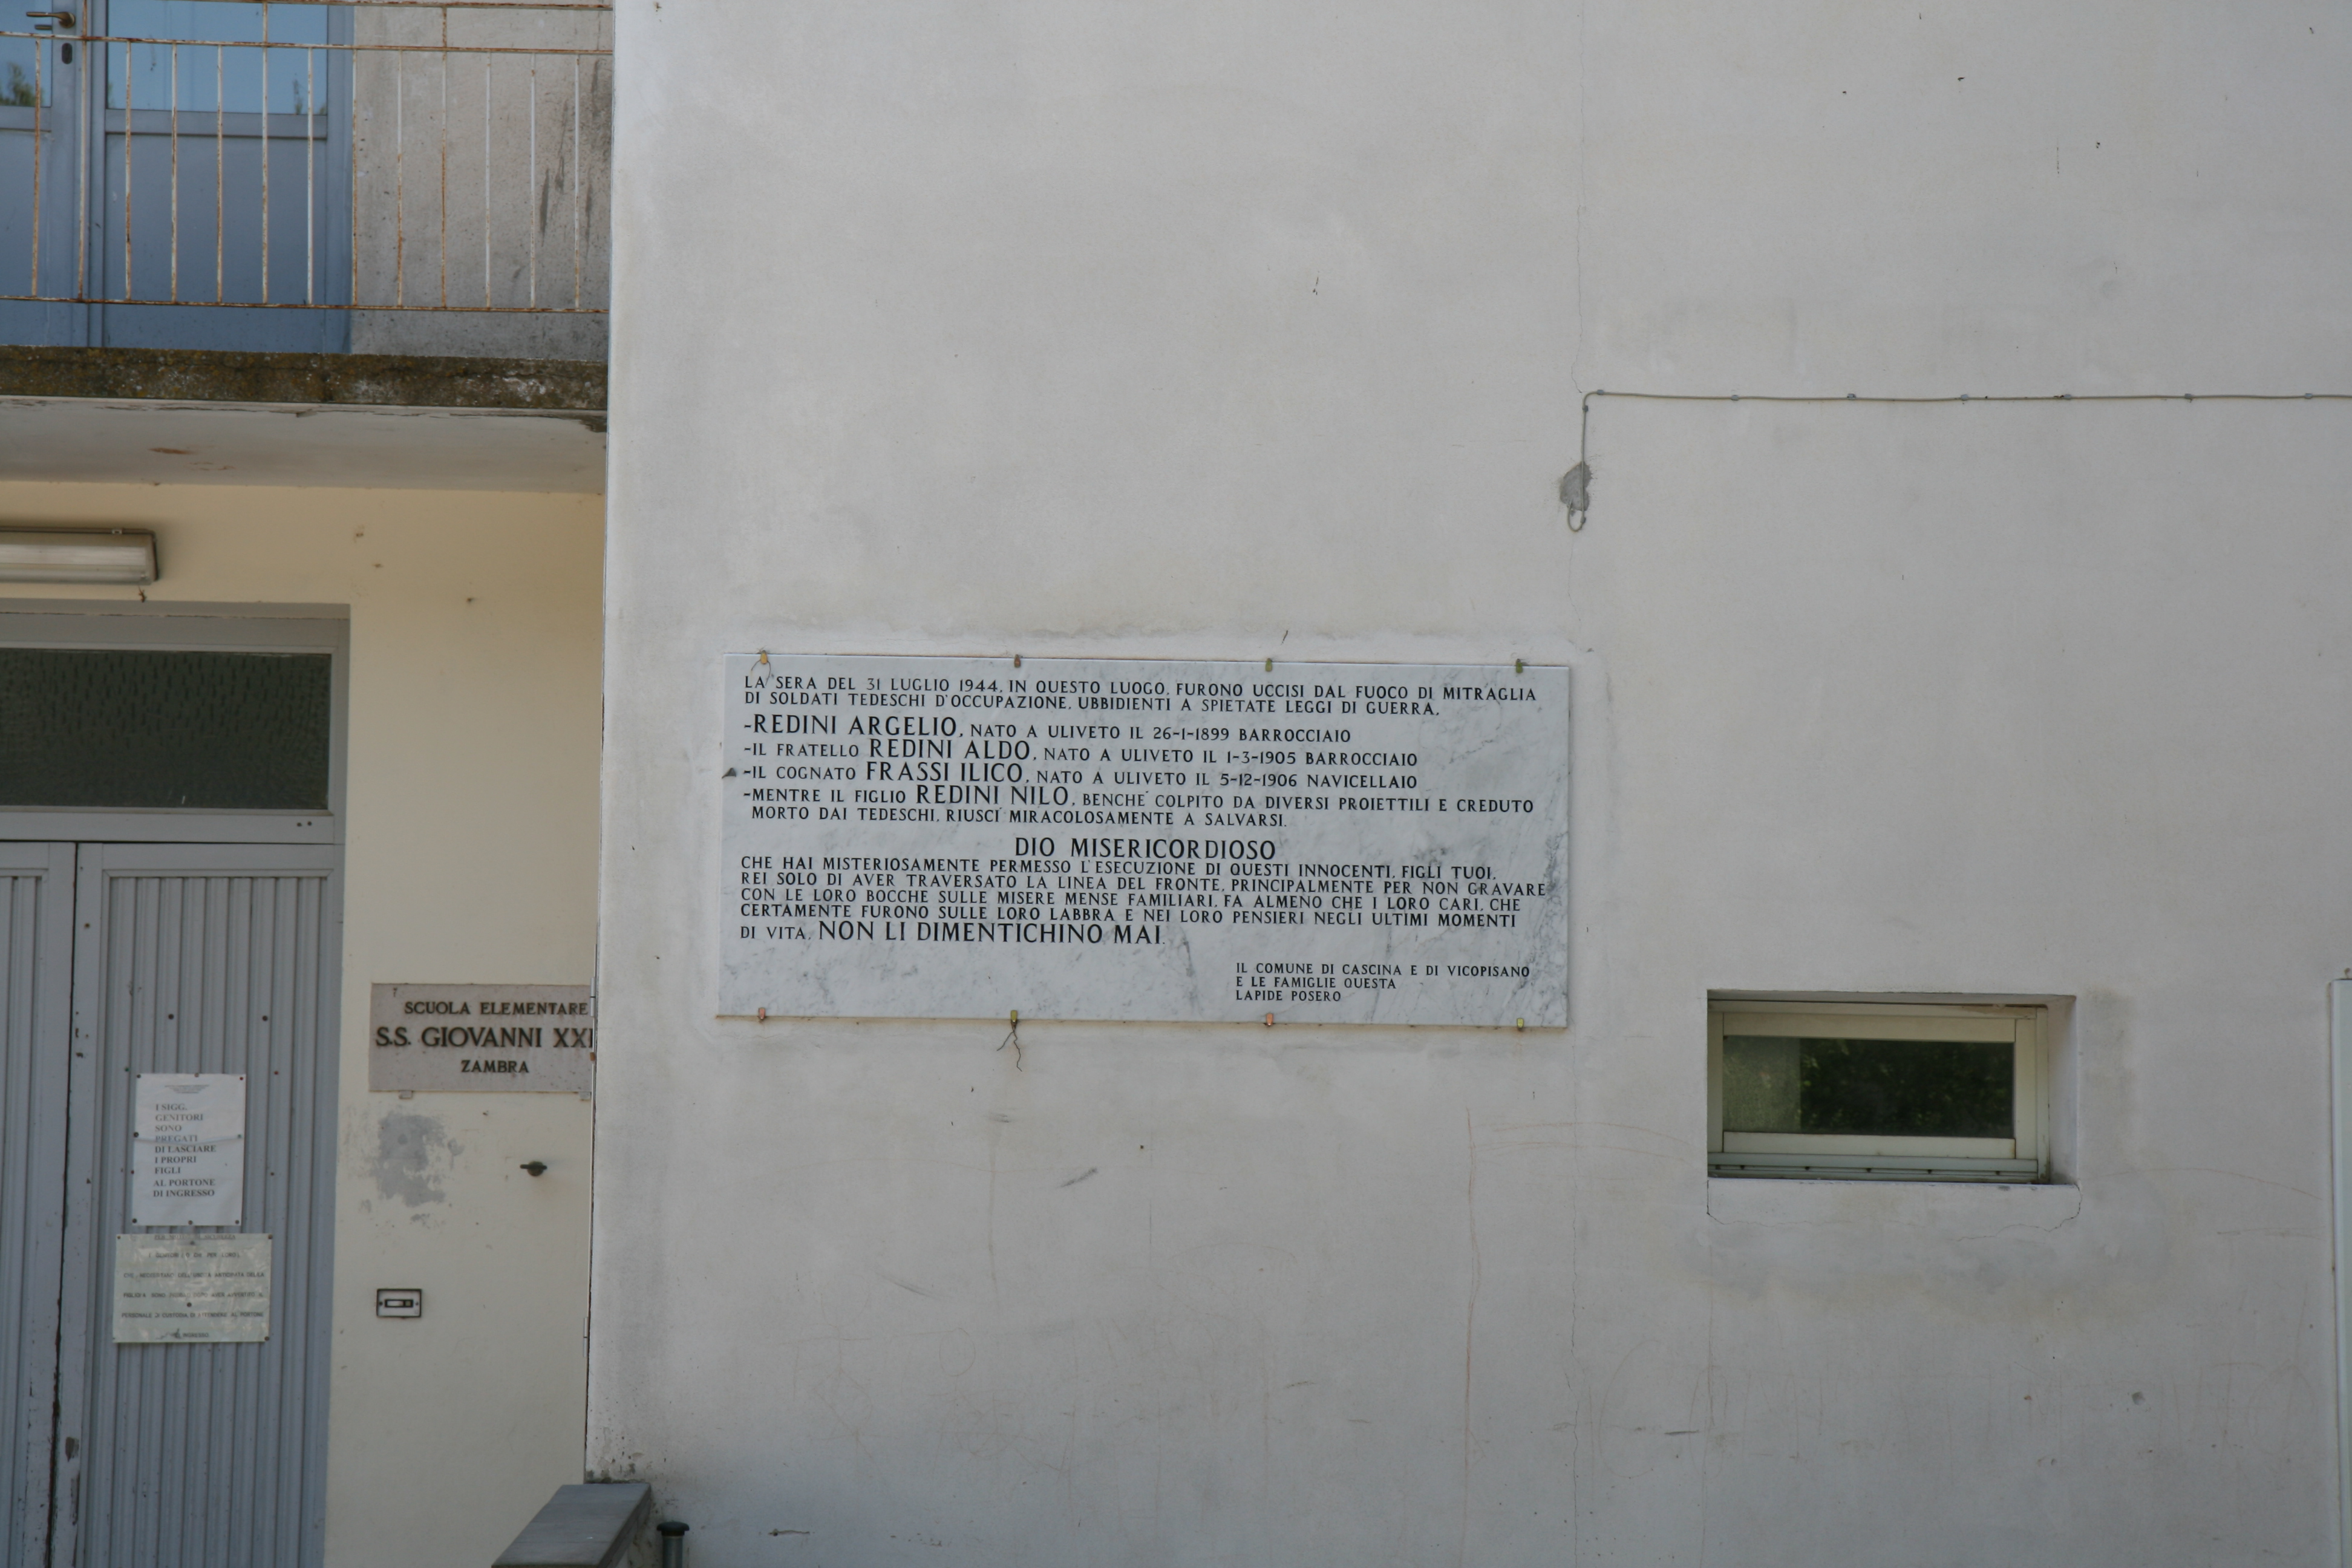 LA SERA DEL 31 LUGLIO 1944, IN QUESTO LUOGO, FURONO UCCISI DAL FUOCO DI MITRAGLIA
DI SOLDATI TEDESCHI D'OCCUPAZIONE, UBBIDIENTI A SPIETATE LEGGI DI GUERRA,
-REDINI ARGELIO, NATO A ULIVETO IL 26-1-1899 BARROCCIAIO
-IL FRATELLO REDINI ALDO, NATO A ULIVETO IL 1-3-1905 BARROCCIAIO
-IL COGNATO FRASSI ILICO, NATO A ULIVETO IL 5-12-1906 NAVICELLAIO
-MENTRE IL FIGLIO REDINI NILO, BENCHE' COLPITO DA DIVERSI PROIETTILI E CREDUTO
MORTO DAI TEDESCHI, RIUSCI' MIRACOLOSAMENTE A SALVARSI.
DIO MISERICORDIOSO
CHE HAI MISTERIOSAMENTE PERMESSO L'ESECUZIONE DI QUESTI INNOCENTI, FIGLI TUOI,
REI SOLO DI AVER TRAVERSATO LA LINEA DEL FRONTE, PRINCIPALMENTE PER NON GRAVARE
CON LE LORO BOCCHE SULLE MISERE MENSE FAMILIARI, FA ALMENO CHE I LORO CARI, CHE
CERTAMENTE FURONO SULLE LORO LABBRA E NEI LORO PENSIERI NEGLI ULTIMI MOMENTI
DI VITA, NON LI DIMENTICHINO MAI.
IL COMUNE DI CASCINA E DI VICOPISANO
E LE FAMIGLIE QUESTA
LAPIDE POSERO
SCUOLA ELEMENTARE
S.S. GIOVANNI XXI
ZAMBRA
I SIGG.
GENITORI
SONO
PREGATI
DI LASCIARE
I PROPRI
FIGLI
AL PORTONE
DI INGRESSO